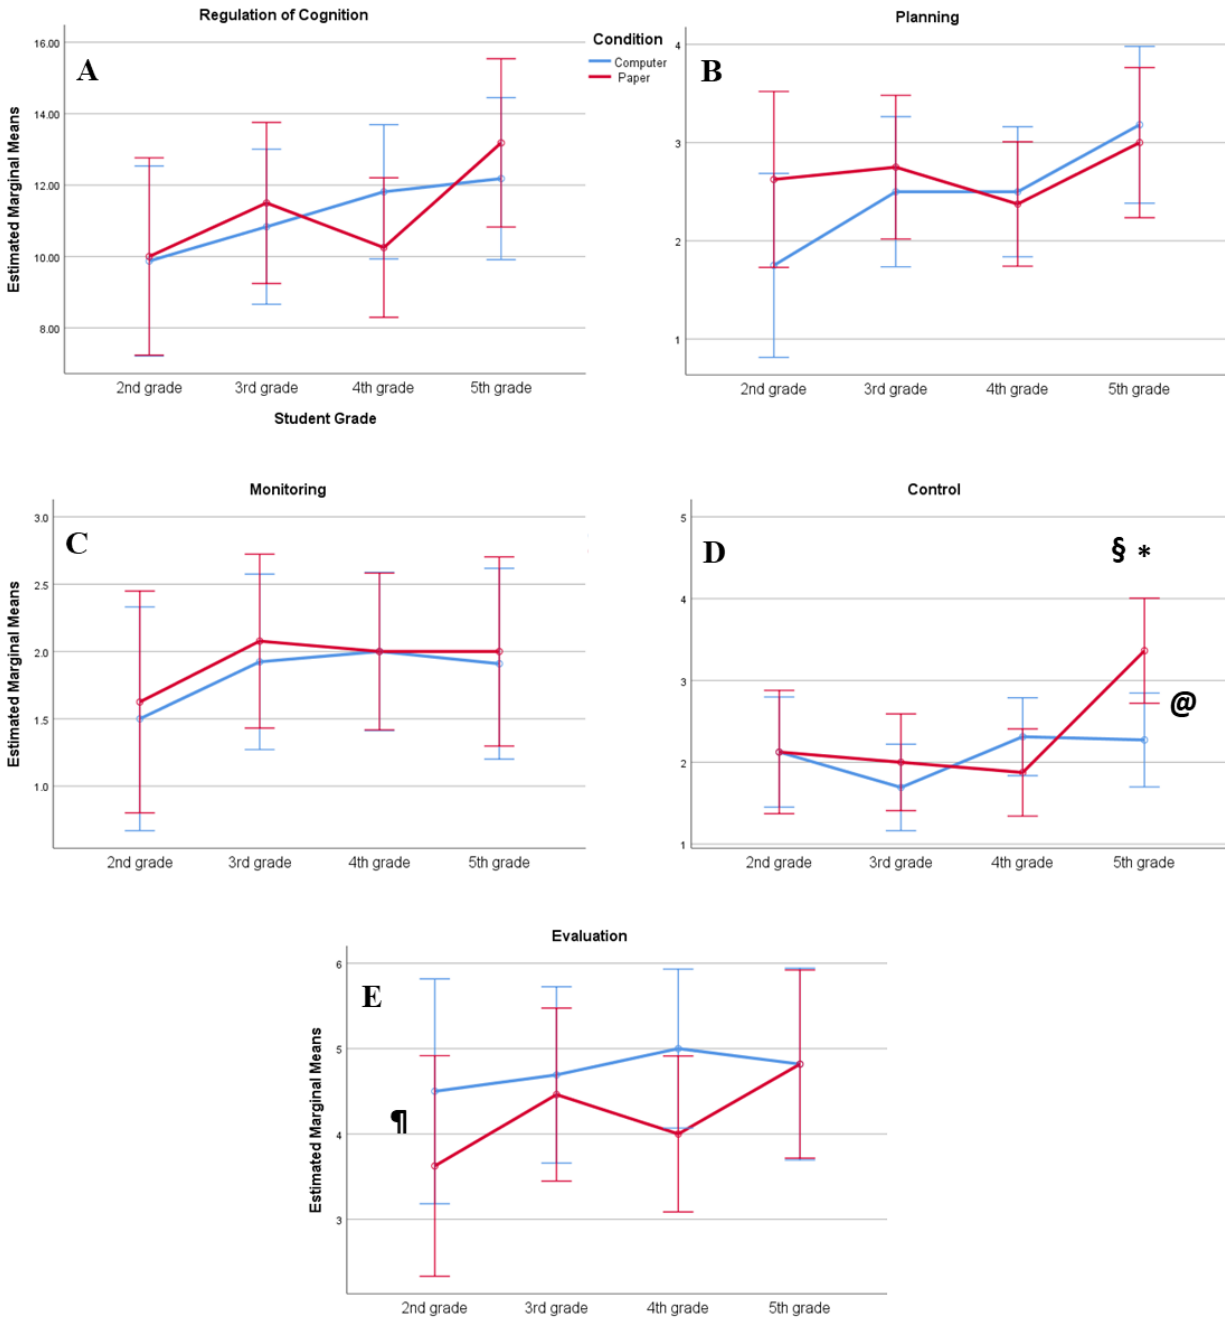 Regulation of Cognition
A
Estimated Marginal Means
16.00
14.00
12.00
10.00
8.00
2nd grade 3rd grade 4th grade 5th grade
Student Grade
Condition
Computer
Paper
Planning
B
4
3
2
1
2nd grade 3rd grade 4th grade 5th grade
Monitoring
C
Estimated Marginal Means
3.0
2.5
2.0
1.5
1.0
2nd grade 3rd grade 4th grade 5th grade
Control
D
5
4
3
2
1
§ *
@
2nd grade 3rd grade 4th grade 5th grade
Evaluation
E
Estimated Marginal Means
6
5
4
3
¶
2nd grade 3rd grade 4th grade 5th grade